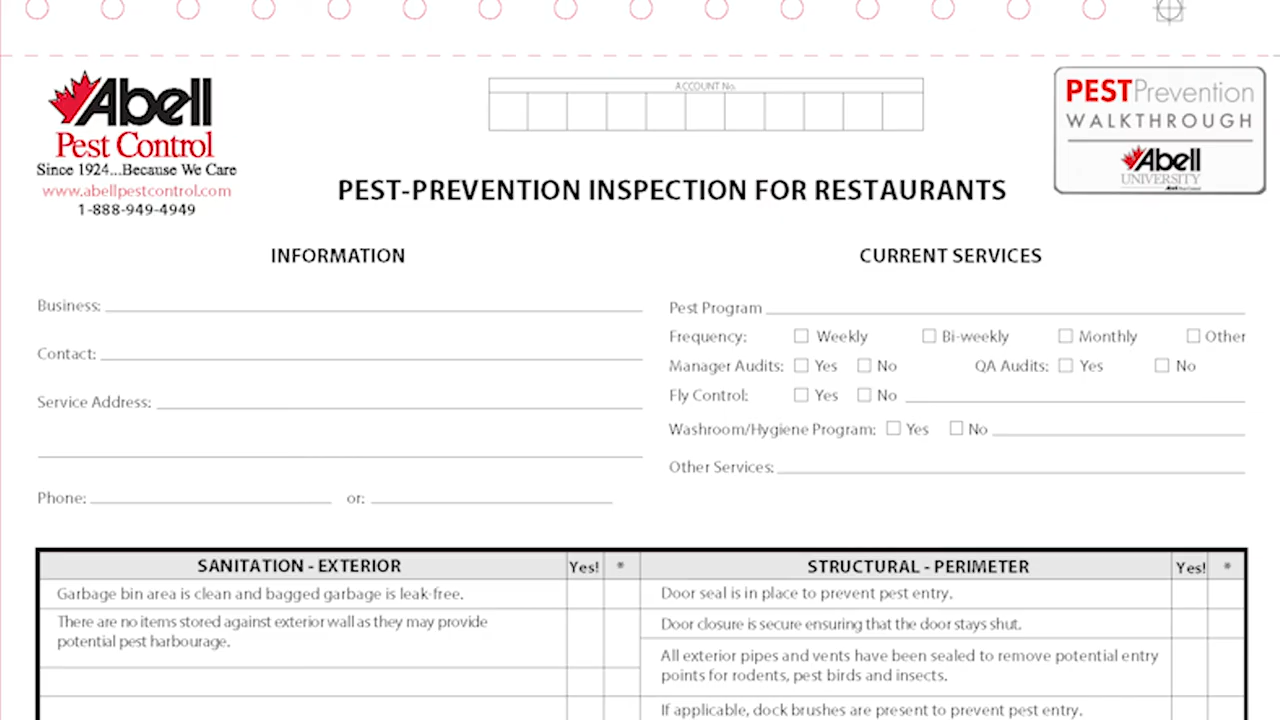 Abell
Pest Control
Since 1924...Because We Care
www.abellpestcontrol.com
1-888-949-4949
ACCOUNT No.
PEST Prevention
WALKTHROUGH
Abell
UNIVERSITY
PEST-PREVENTION INSPECTION FOR RESTAURANTS
INFORMATION
Business:
Contact:
Service Address:
Phone: or:
CURRENT SERVICES
Pest Program
Frequency: Weekly Bi-weekly Monthly Other
Manager Audits: Yes No QA Audits: Yes No
Fly Control: Yes No
Washroom/Hygiene Program: Yes No
Other Services:
SANITATION - EXTERIOR Yes! *
Garbage bin area is clean and bagged garbage is leak-free.
There are no items stored against exterior wall as they may provide
potential pest harbourage.
STRUCTURAL - PERIMETER Yes! *
Door seal is in place to prevent pest entry.
Door closure is secure ensuring that the door stays shut.
All exterior pipes and vents have been sealed to remove potential entry
points for rodents, pest birds and insects.
If applicable, dock brushes are present to prevent pest entry.